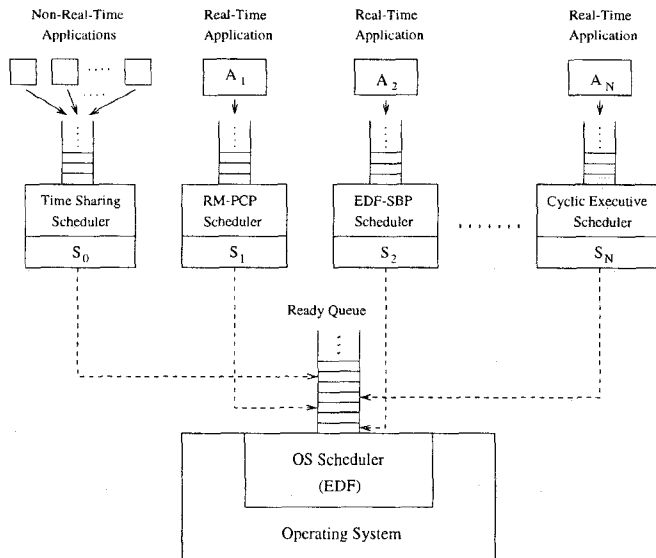 Non-Real-Time
Applications
Real-Time
Application
Real-Time
Application
Real-Time
Application
A1
A2
AN
Time Sharing
Scheduler
S0
RM-PCP
Scheduler
S1
EDF-SBP
Scheduler
S2
Cyclic Executive
Scheduler
SN
Ready Queue
OS Scheduler
(EDF)
Operating System